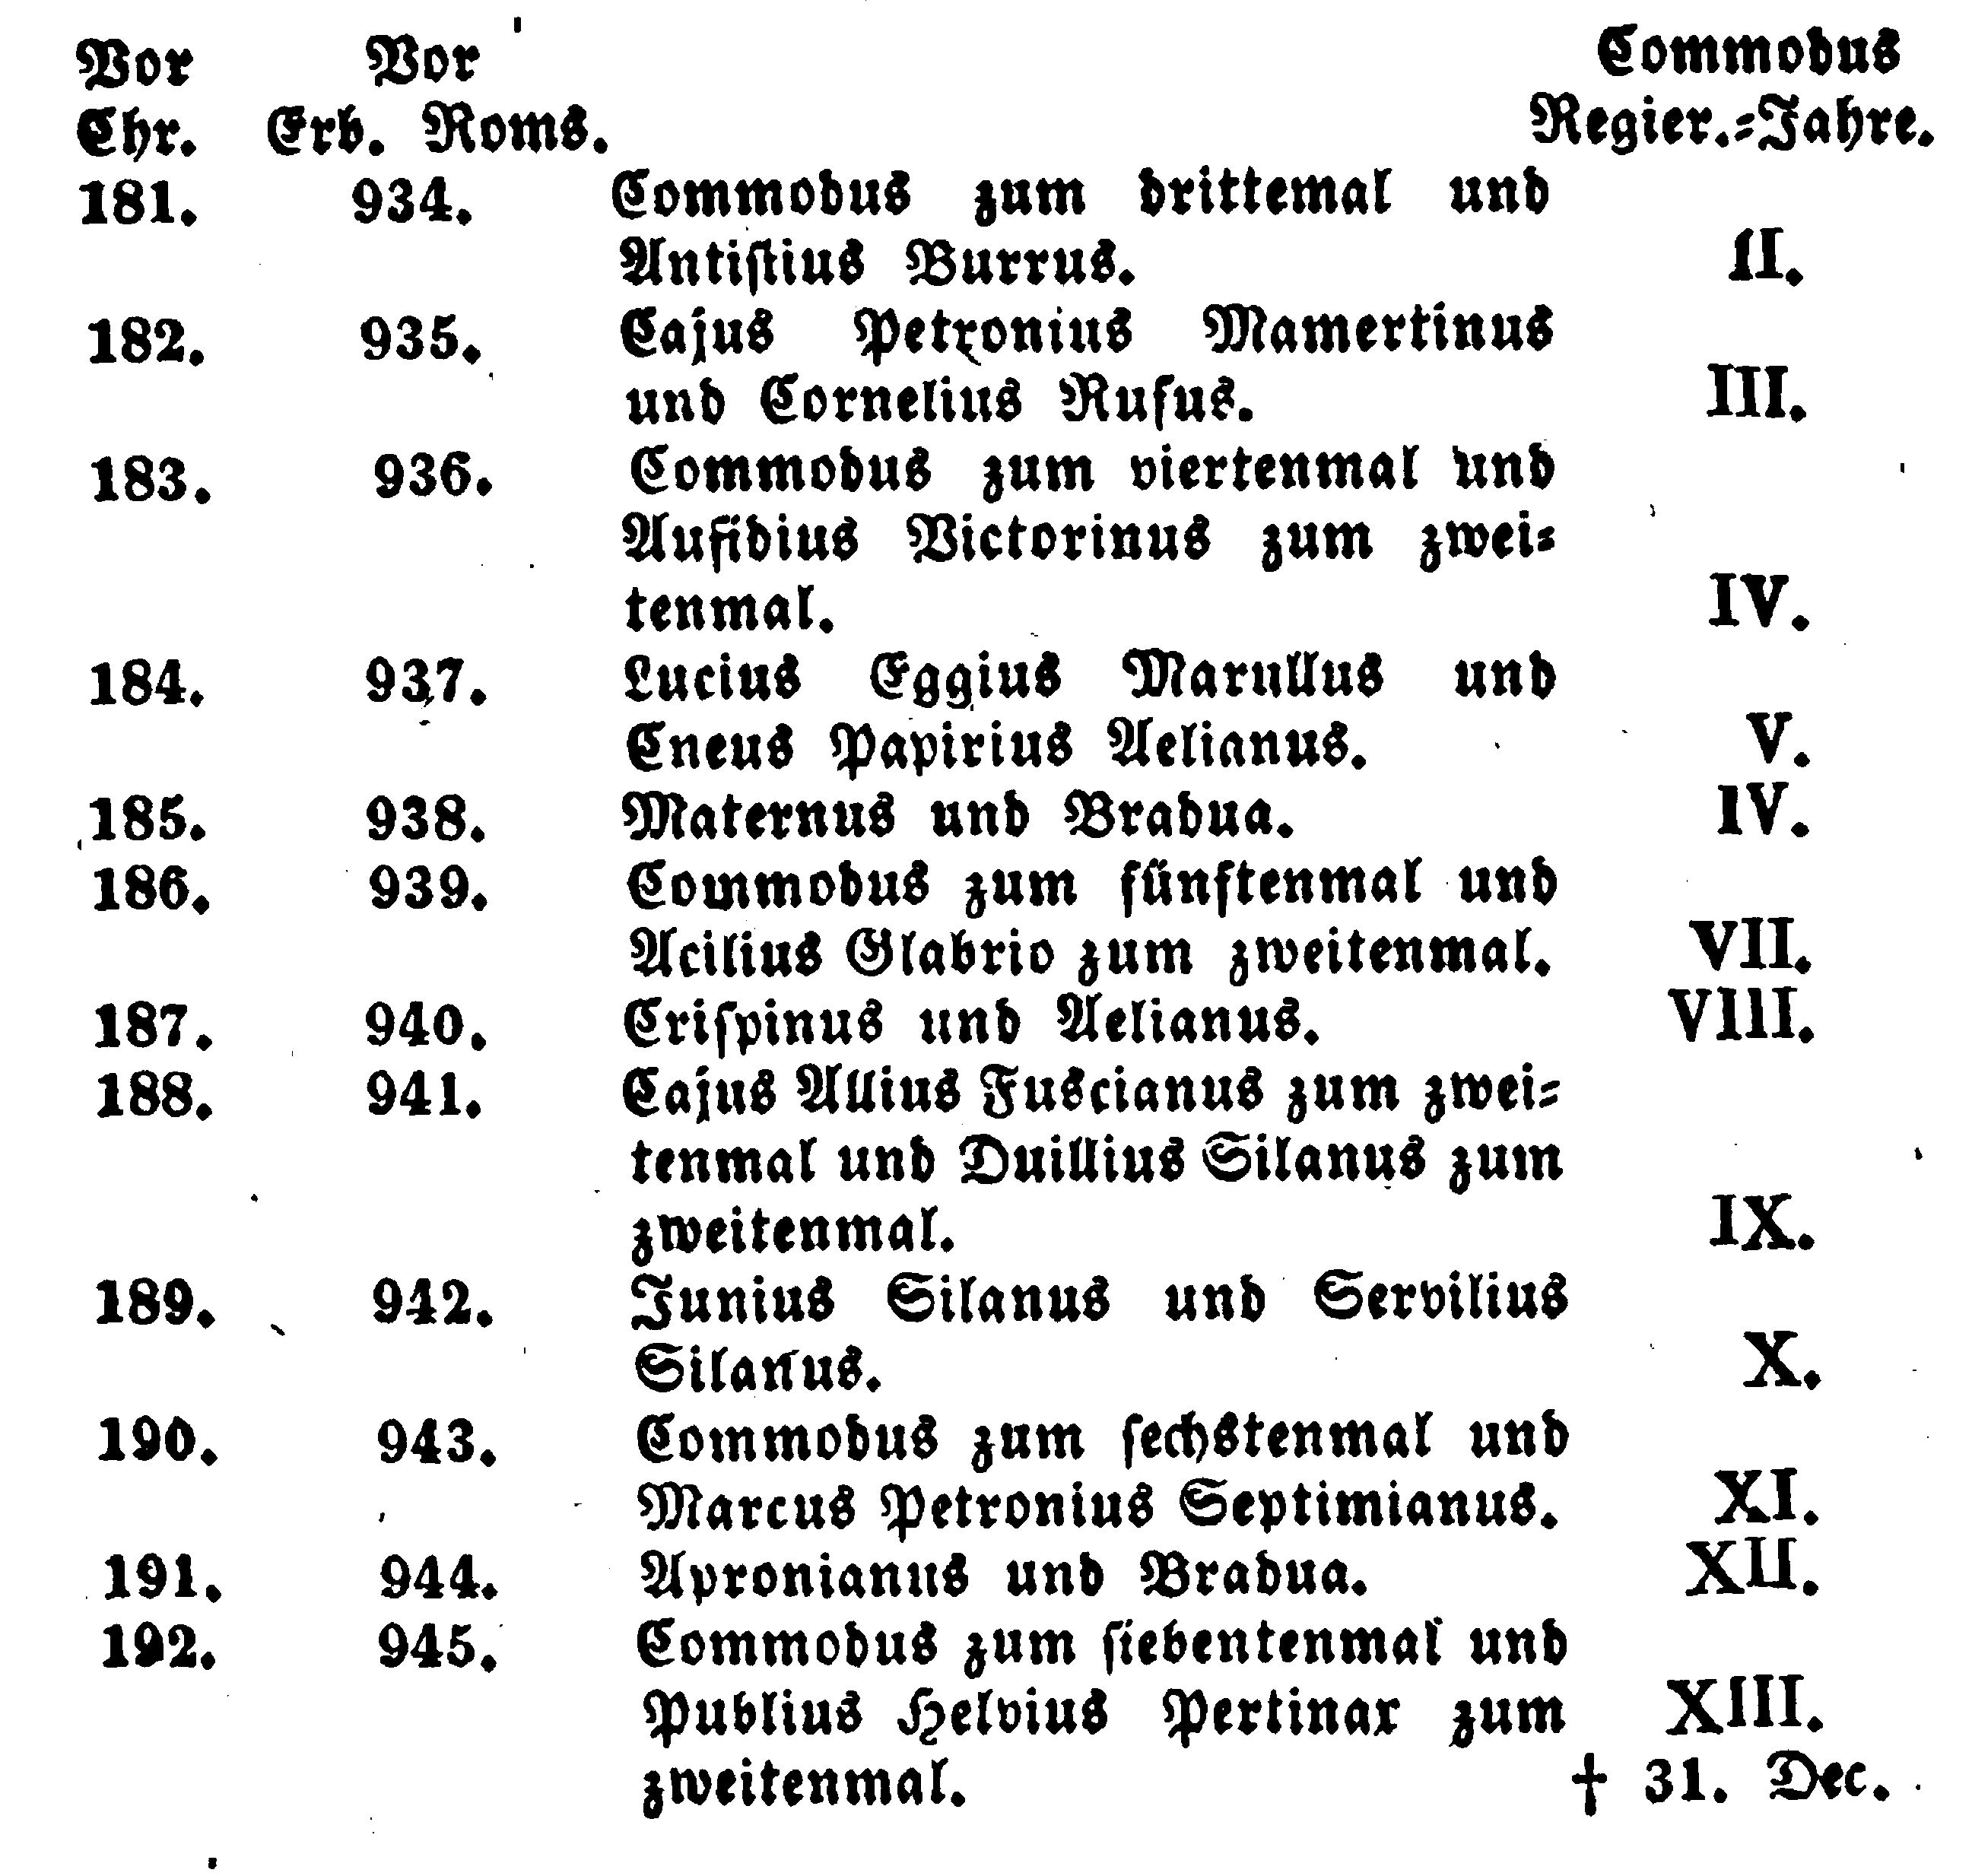 Vor Vor Commodus
Chr. Erb. Roms. Regier.=Jahre.
181. 934. Commodus zum drittemal und
Antiſtius Burrus. II.
182. 935. Cajus Petronius Mamertinus
und Cornelius Rufus. III.
183. 936. Commodus zum viertenmal und
Aufidius Victorinus zum zwei=
tenmal. IV.
184. 937. Lucius Eggius Marullus und
Cneus Papirius Aelianus. V.
185. 938. Maternus und Bradua. IV.
186. 939. Commodus zum fünftenmal und
Acilius Glabrio zum zweitenmal. VII.
187. 940. Criſpinus und Aelianus. VIII.
188. 941. Cajus Allius Fuscianus zum zwei=
tenmal und Duillius Silanus zum
zweitenmal. IX.
189. 942. Junius Silanus und Servilius
Silanus. X.
190. 943. Commodus zum ſechstenmal und
Marcus Petronius Septimianus. XI.
191. 944. Apronianus und Bradua. XII.
192. 945. Commodus zum ſiebentenmal und
Publius Helvius Pertinax zum XIII.
zweitenmal. † 31. Dec.